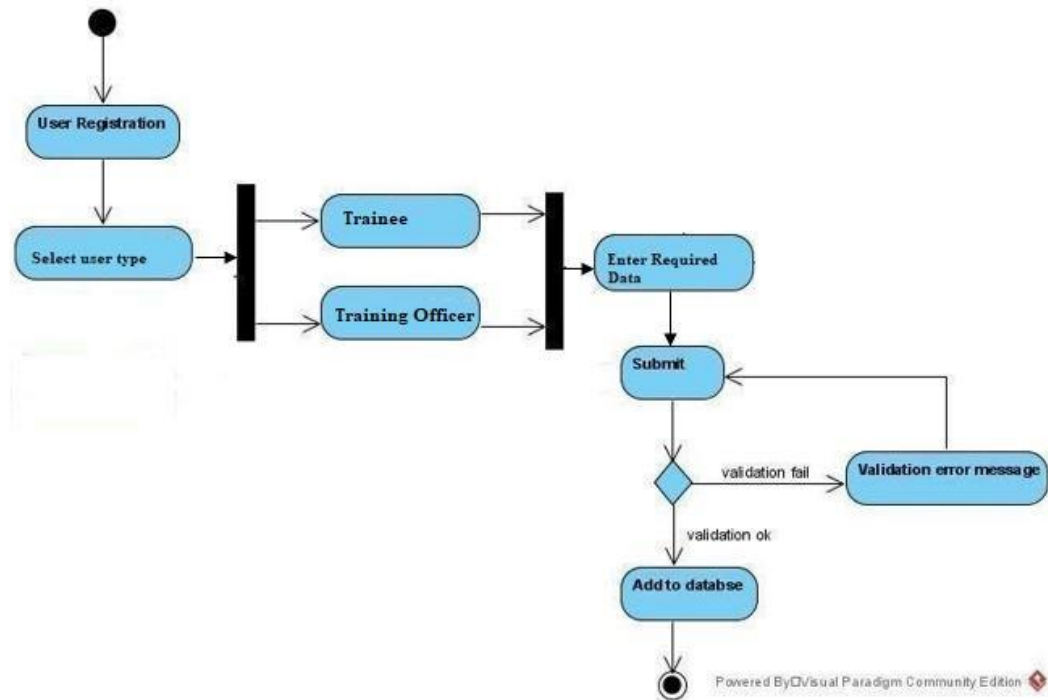 User Registration
Select user type
Trainee
Training Officer
Enter Required
Data
Submit
validation fail
Validation error message
validation ok
Add to databse
Powered By□Visual Paradigm Community Edition